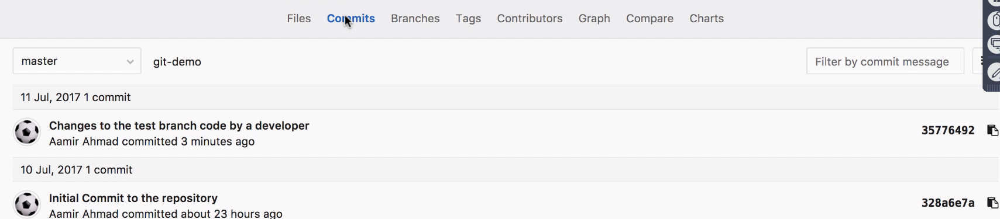 Files Commits Branches Tags Contributors Graph Compare Charts
master git-demo Filter by commit message
11 Jul, 2017 1 commit
Changes to the test branch code by a developer
35776492
Aamir Ahmad committed 3 minutes ago
10 Jul, 2017 1 commit
Initial Commit to the repository
328a6e7a
Aamir Ahmad committed about 23 hours ago